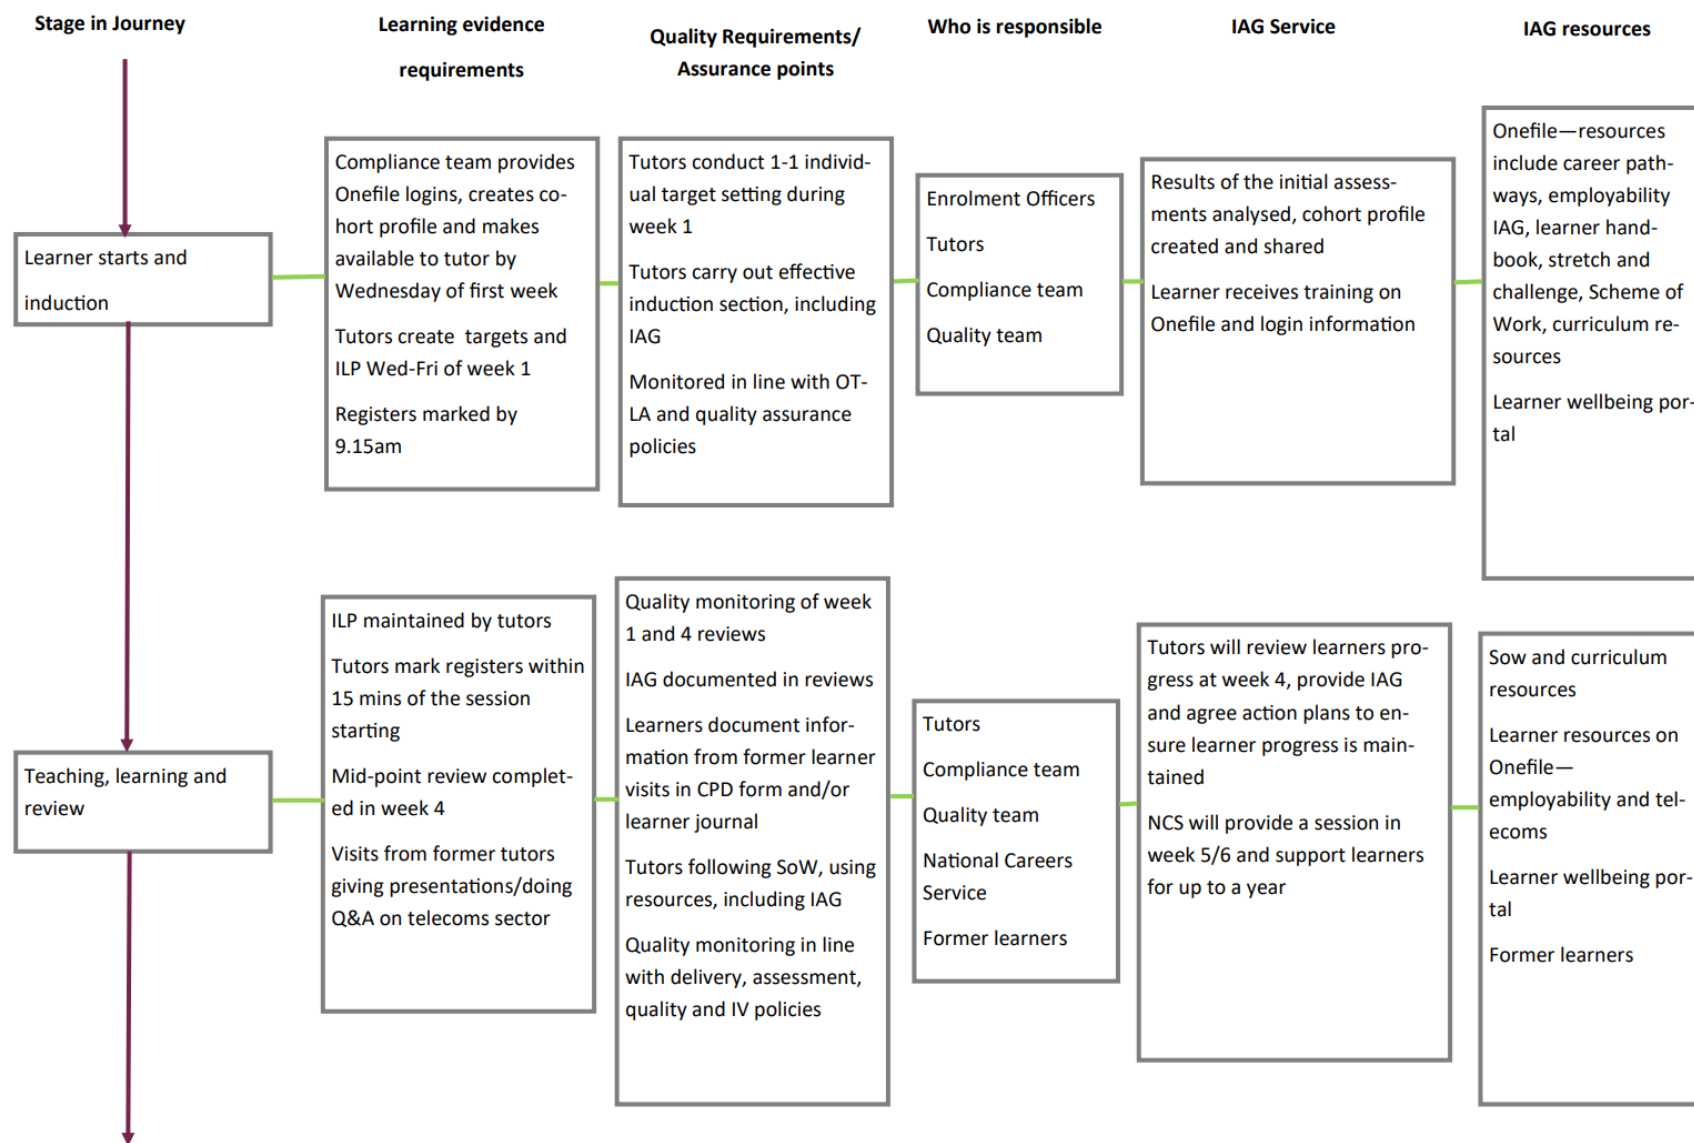 Stage in Journey
Learning evidence
requirements
Quality Requirements/
Assurance points
Who is responsible
IAG Service
IAG resources
Learner starts and
induction
Compliance team provides
Onefile logins, creates co-
hort profile and makes
available to tutor by
Wednesday of first week
Tutors create targets and
ILP Wed-Fri of week 1
Registers marked by
9.15am
Tutors conduct 1-1 individ-
ual target setting during
week 1
Tutors carry out effective
induction section, including
IAG
Monitored in line with OT-
LA and quality assurance
policies
Enrolment Officers
Tutors
Compliance team
Quality team
Results of the initial assess-
ments analysed, cohort profile
created and shared
Learner receives training on
Onefile and login information
Onefile—resources
include career path-
ways, employability
IAG, learner hand-
book, stretch and
challenge, Scheme of
Work, curriculum re-
sources
Learner wellbeing por-
tal
Teaching, learning and
review
ILP maintained by tutors
Tutors mark registers within
15 mins of the session
starting
Mid-point review complet-
ed in week 4
Visits from former tutors
giving presentations/doing
Q&A on telecoms sector
Quality monitoring of week
1 and 4 reviews
IAG documented in reviews
Learners document infor-
mation from former learner
visits in CPD form and/or
learner journal
Tutors following SoW, using
resources, including IAG
Quality monitoring in line
with delivery, assessment,
quality and IV policies
Tutors
Compliance team
Quality team
National Careers
Service
Former learners
Tutors will review learners pro-
gress at week 4, provide IAG
and agree action plans to en-
sure learner progress is main-
tained
NCS will provide a session in
week 5/6 and support learners
for up to a year
Sow and curriculum
resources
Learner resources on
Onefile—
employability and tel-
ecoms
Learner wellbeing por-
tal
Former learners